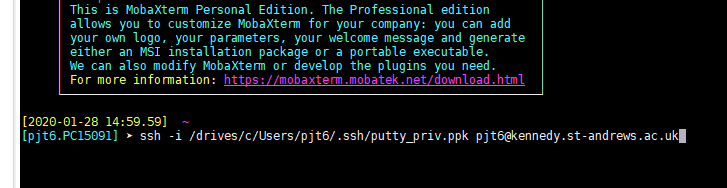 This is MobaXterm Personal Edition. The Professional edition
allows you to customize MobaXterm for your company: you can add
your own logo, your parameters, your welcome message and generate
either an MSI installation package or a portable executable.
We can also modify MobaXterm or develop the plugins you need.
For more information: https://mobaxterm.mobatek.net/download.html
[2020-01-28 14:59.59] ~
[pjt6.PC15091] ➤ ssh -i /drives/c/Users/pjt6/.ssh/putty_priv.ppk pjt6@kennedy.st-andrews.ac.uk